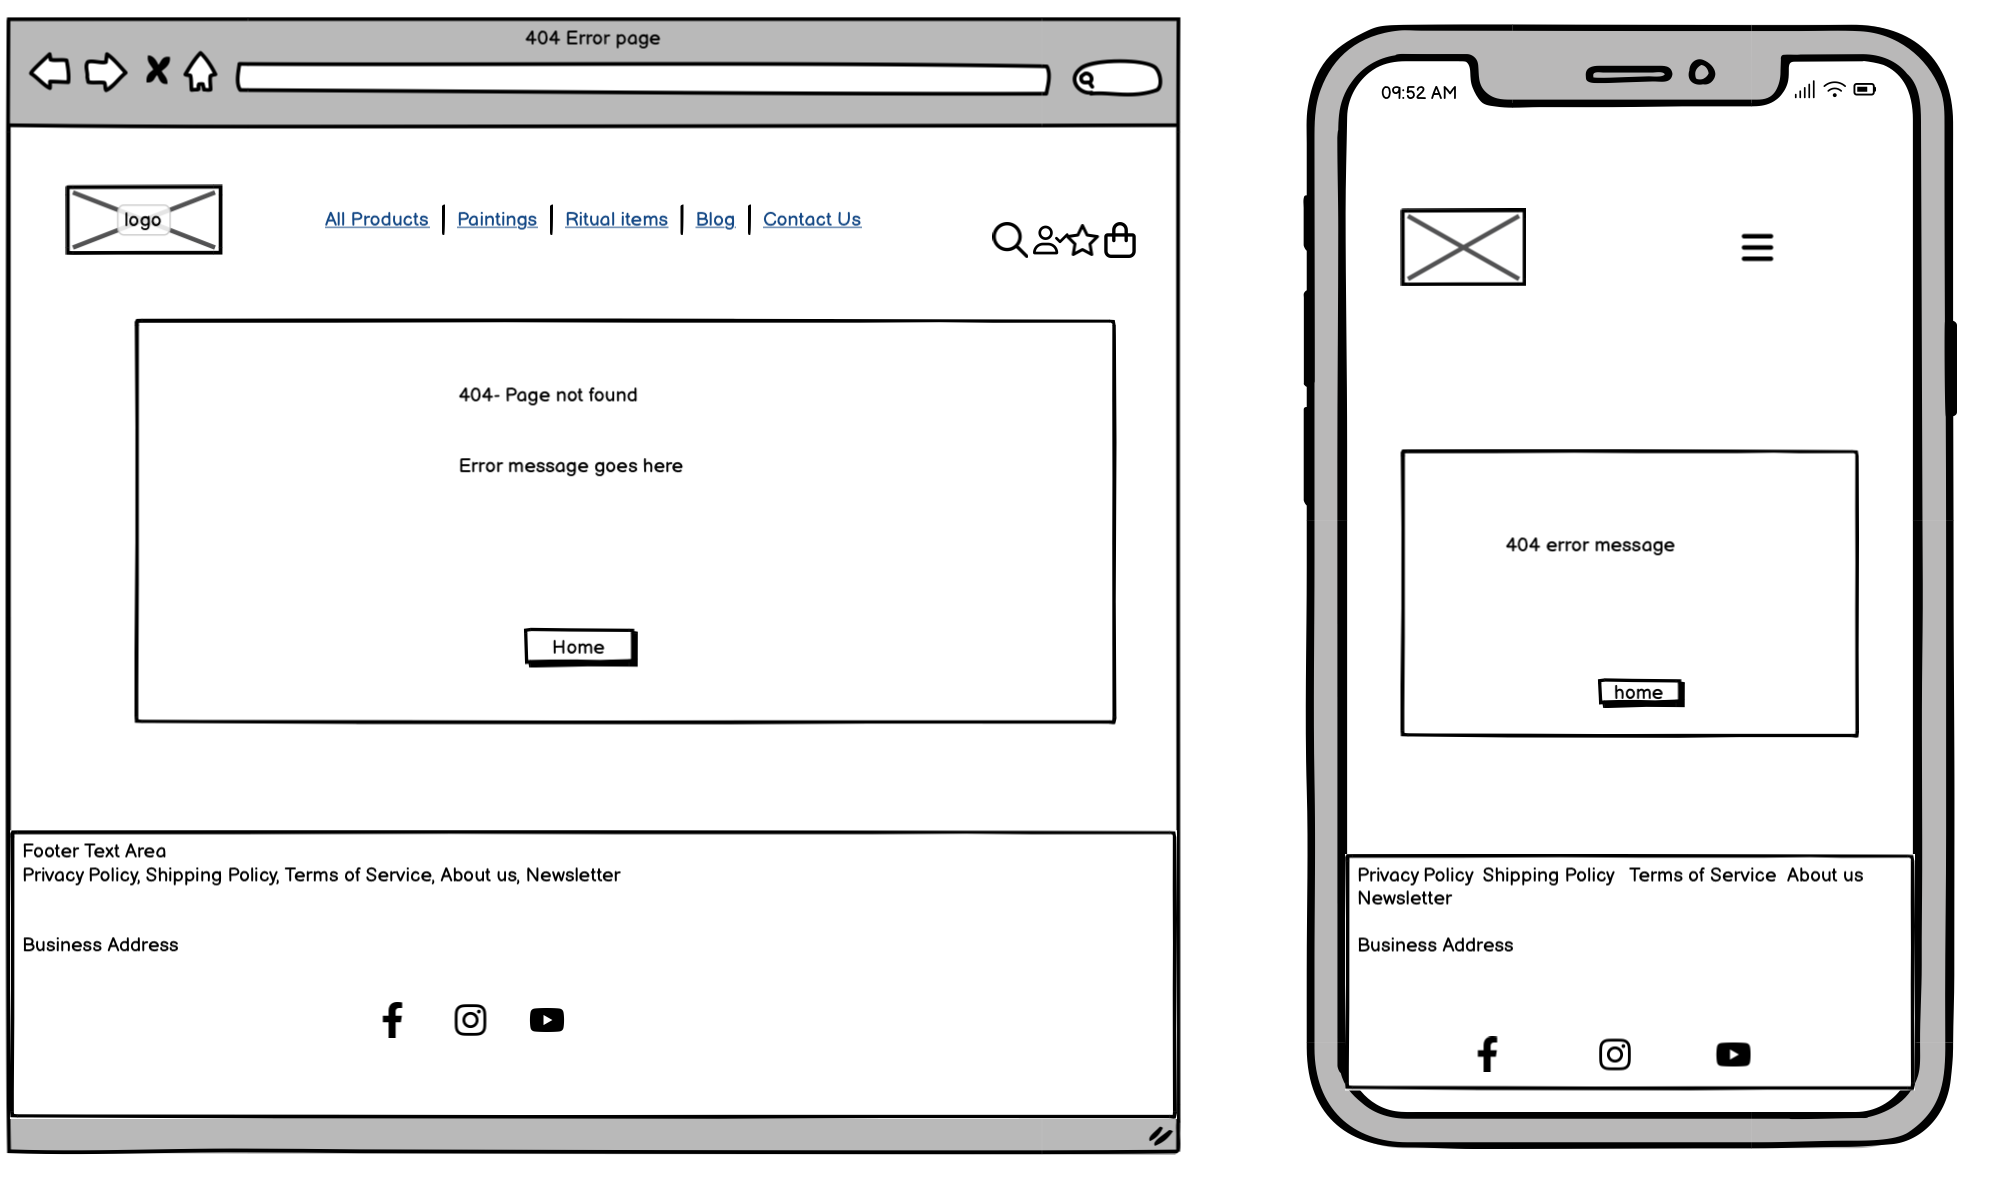 404 Error page
logo
All Products | Paintings | Ritual items | Blog | Contact Us
404- Page not found
Error message goes here
Home
Footer Text Area
Privacy Policy, Shipping Policy, Terms of Service, About us, Newsletter
Business Address
09:52 AM
404 error message
home
Privacy Policy Shipping Policy Terms of Service About us
Newsletter
Business Address